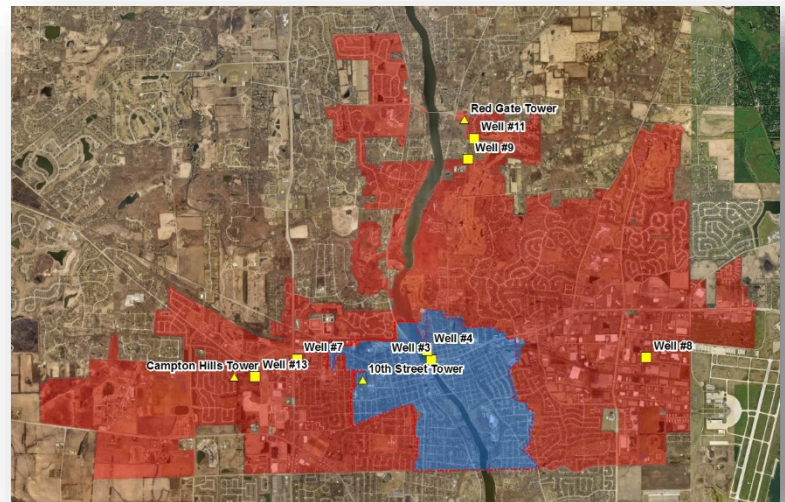 Red Gate Tower
Well #11
Well #9
Well #4
Well #3
Well #7
Well #8
Campton Hills Tower
Well #13
10th Street Tower